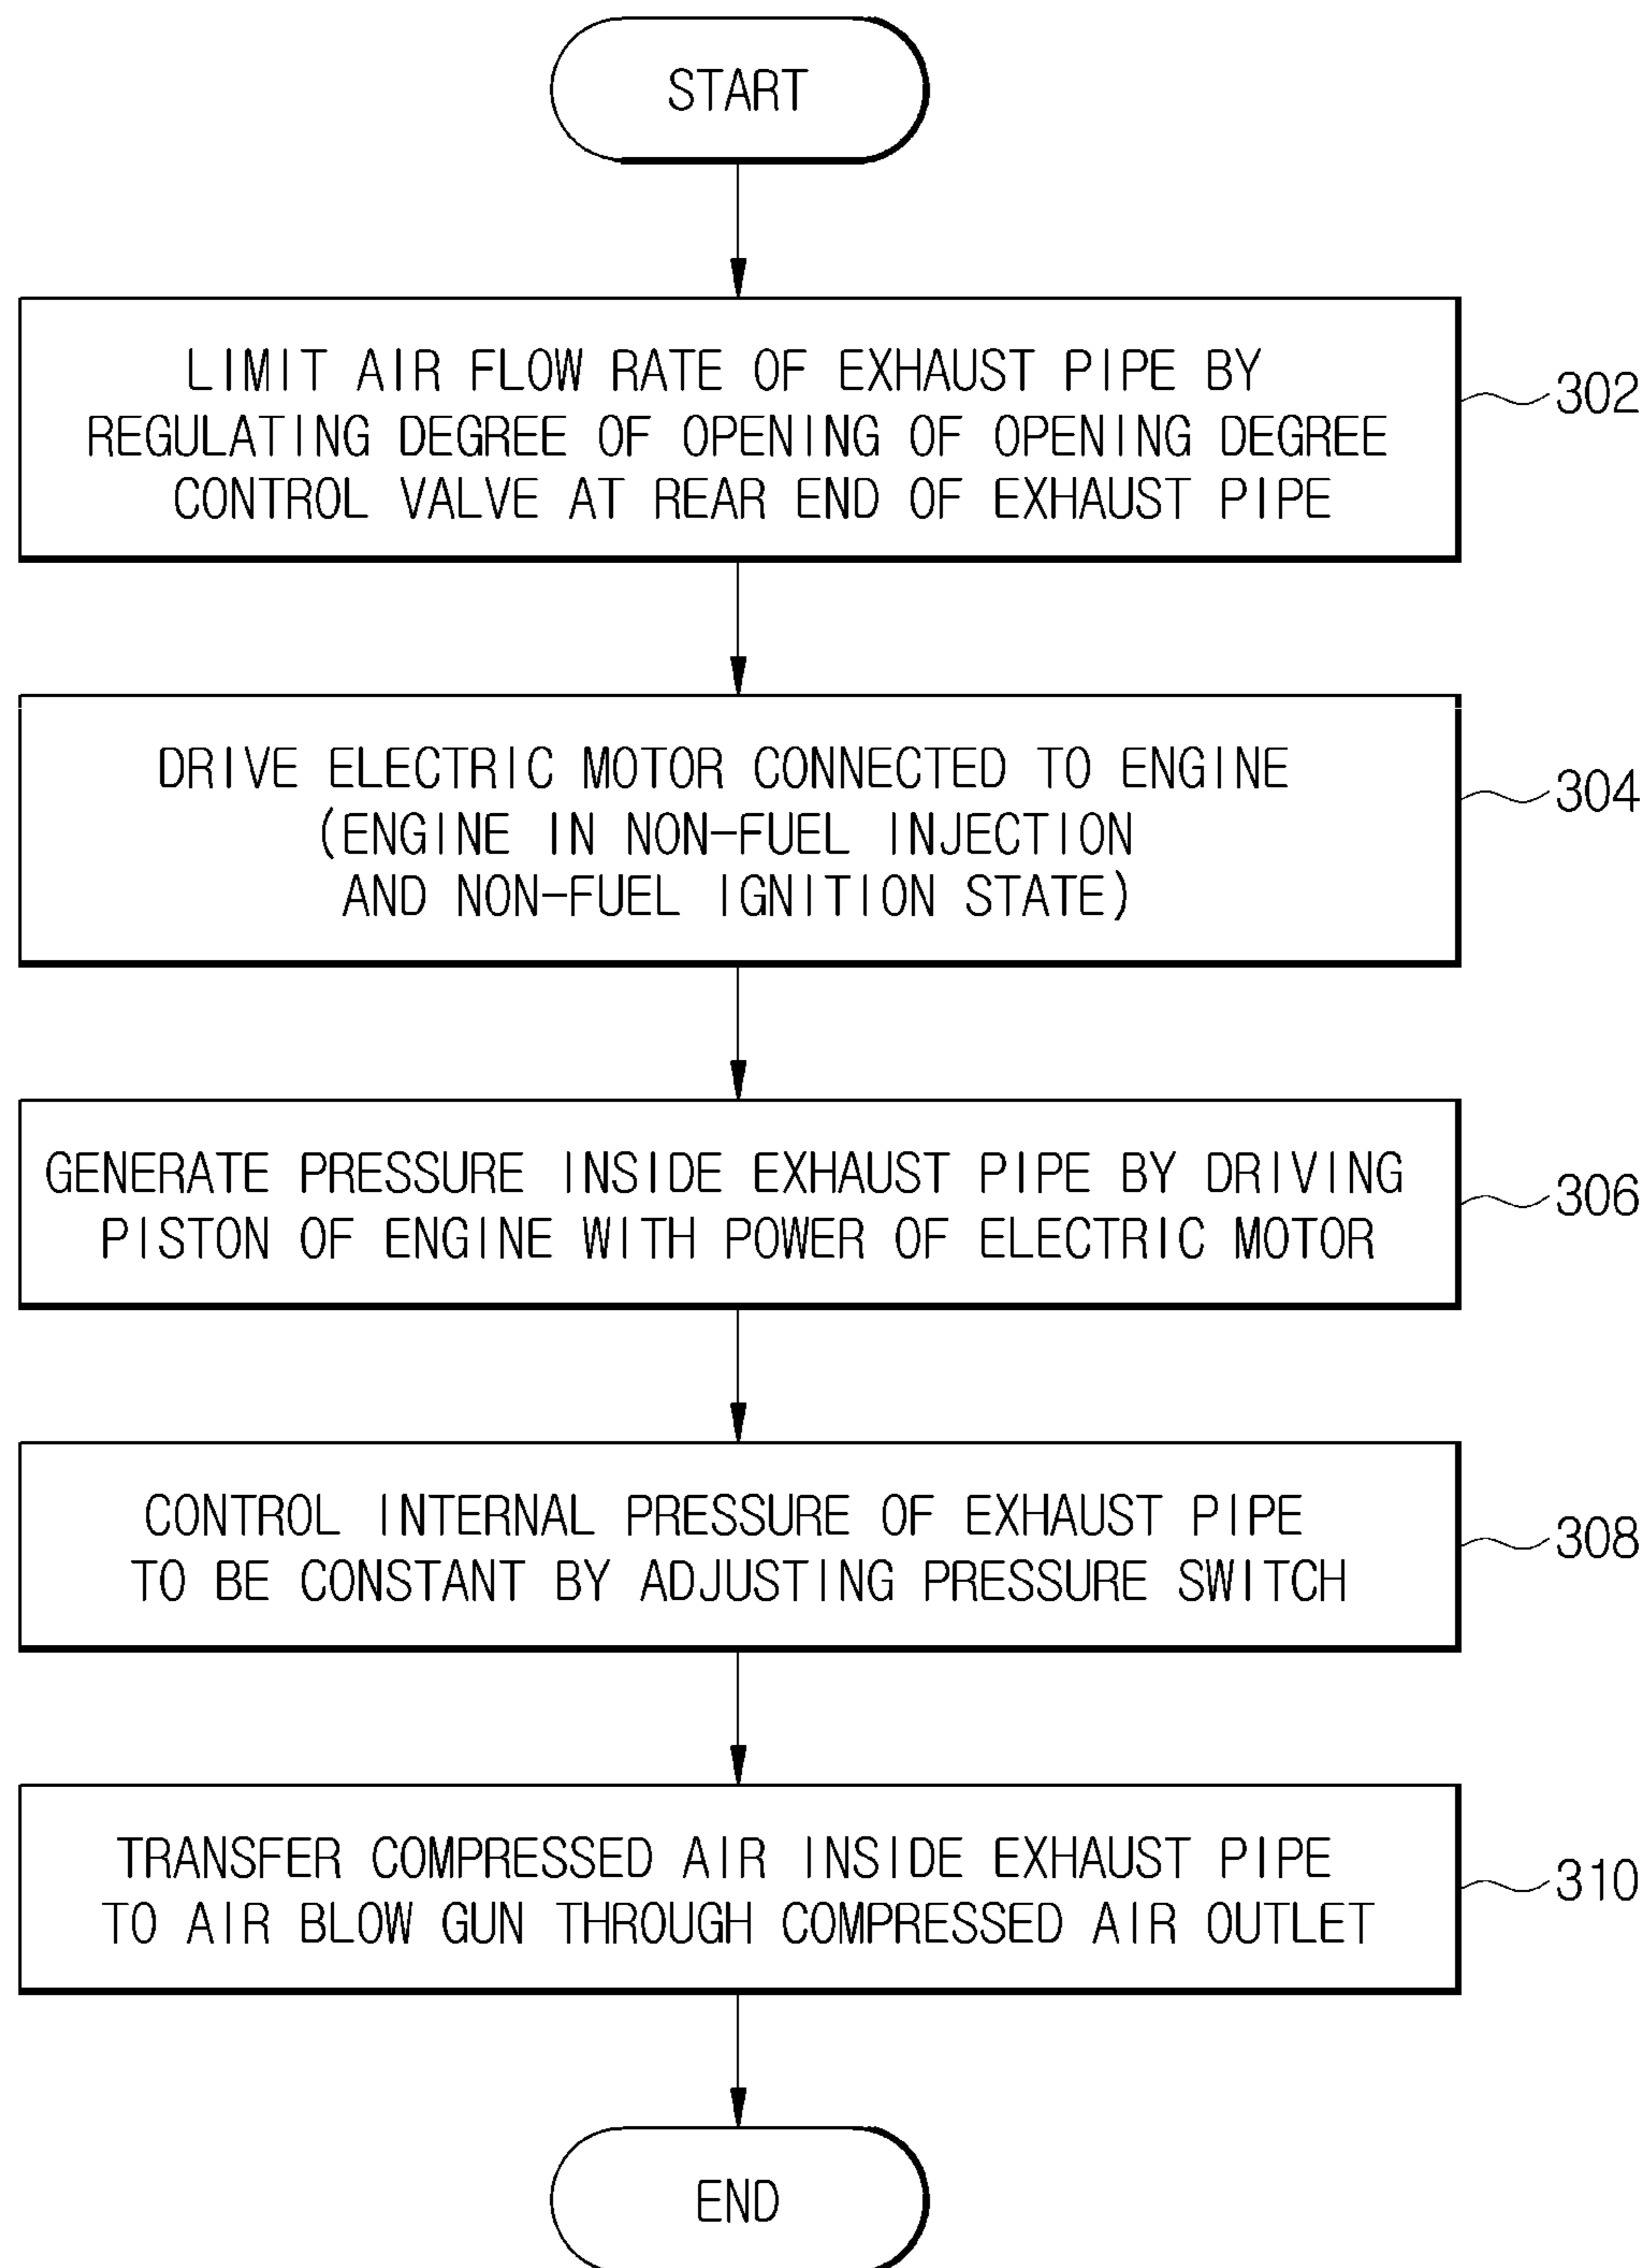 START
LIMIT AIR FLOW RATE OF EXHAUST PIPE BY
REGULATING DEGREE OF OPENING OF OPENING DEGREE
CONTROL VALVE AT REAR END OF EXHAUST PIPE
302
DRIVE ELECTRIC MOTOR CONNECTED TO ENGINE
(ENGINE IN NON-FUEL INJECTION
AND NON-FUEL IGNITION STATE)
304
GENERATE PRESSURE INSIDE EXHAUST PIPE BY DRIVING
PISTON OF ENGINE WITH POWER OF ELECTRIC MOTOR
306
CONTROL INTERNAL PRESSURE OF EXHAUST PIPE
TO BE CONSTANT BY ADJUSTING PRESSURE SWITCH
308
TRANSFER COMPRESSED AIR INSIDE EXHAUST PIPE
TO AIR BLOW GUN THROUGH COMPRESSED AIR OUTLET
310
END